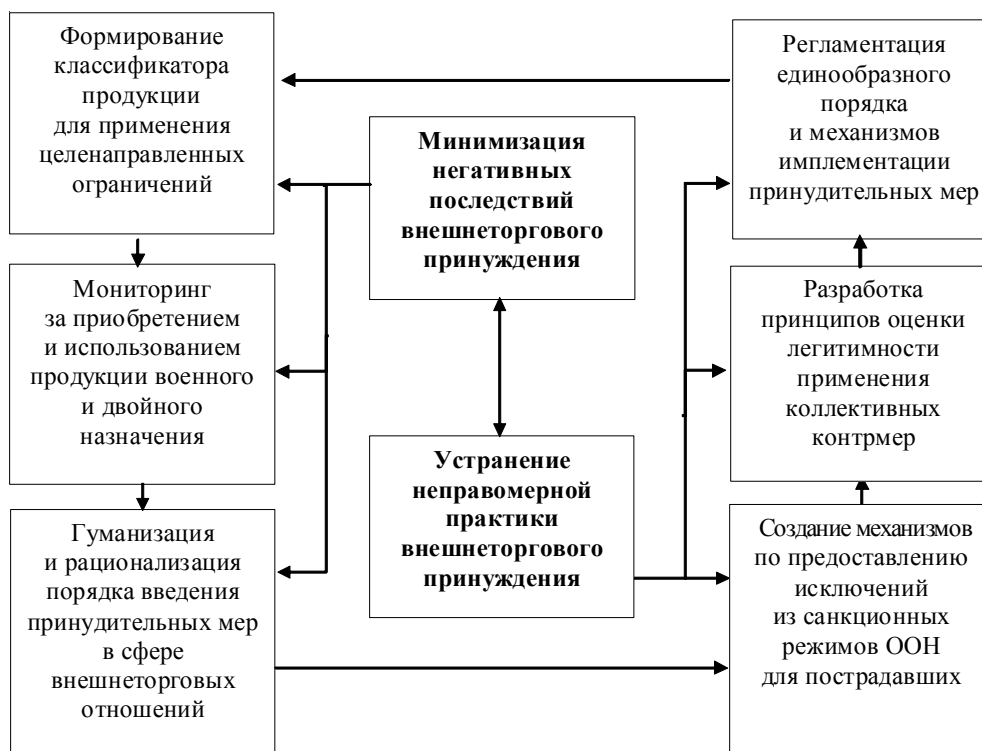 Формирование
классификатора
продукции
для применения
целенаправленных
ограничений
Мониторинг
за приобретением
и использованием
продукции военного
и двойного
назначения
Гуманизация
и рационализация
порядка введения
принудительных мер
в сфере
внешнеторговых
отношений
Минимизация
негативных
последствий
внешнеторгового
принуждения
Устранение
неправомерной
практики
внешнеторгового
принуждения
Регламентация
единообразного
порядка
и механизмов
имплементации
принудительных мер
Разработка
принципов оценки
легитимности
применения
коллективных
контрмер
Создание механизмов
по предоставлению
исключений
из санкционных
режимов ООН
для пострадавших